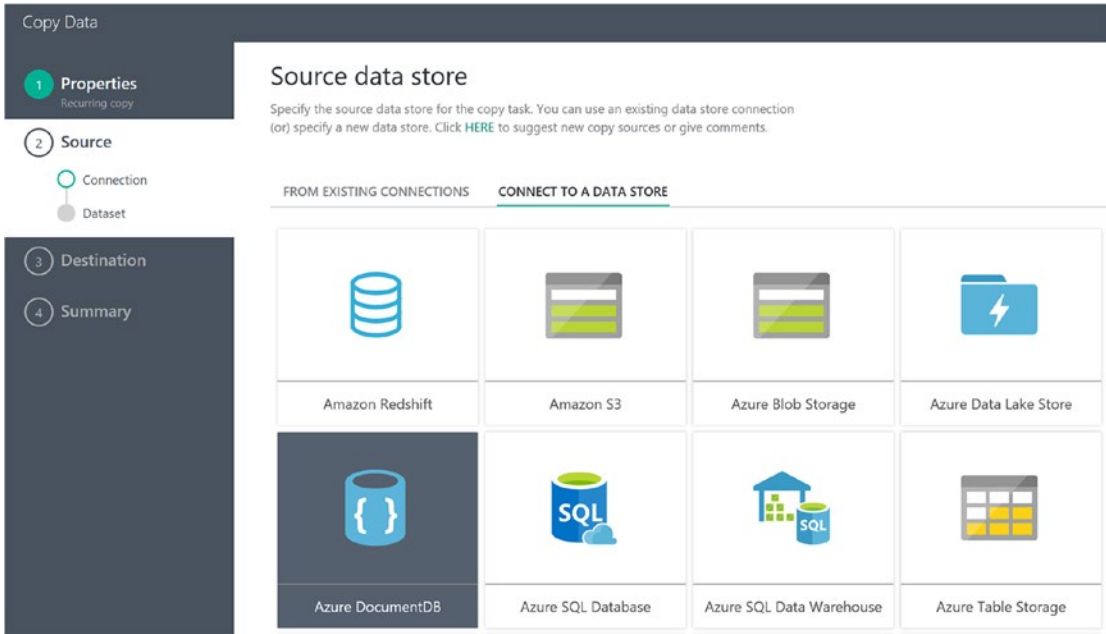 Copy Data
1 Properties
Recurring copy
2 Source
Connection
Dataset
3 Destination
4 Summary
Source data store
Specify the source data store for the copy task. You can use an existing data store connection
(or) specify a new data store. Click HERE to suggest new copy sources or give comments.
FROM EXISTING CONNECTIONS CONNECT TO A DATA STORE
Amazon Redshift Amazon S3 Azure Blob Storage Azure Data Lake Store
{ } SQL SQL
Azure DocumentDB Azure SQL Database Azure SQL Data Warehouse Azure Table Storage